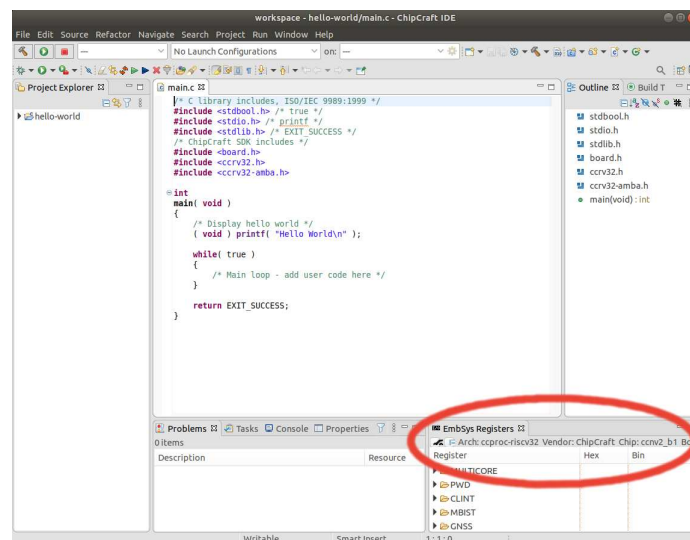 workspace - hello-world/main.c - ChipCraft IDE
File Edit Source Refactor Navigate Search Project Run Window Help
— No Launch Configurations on: —
Project Explorer
hello-world
main.c
/* C library includes, ISO/IEC 9989:1999 */
#include <stdbool.h> /* true */
#include <stdio.h> /* printf */
#include <stdlib.h> /* EXIT_SUCCESS */
/* ChipCraft SDK includes */
#include <board.h>
#include <ccrv32.h>
#include <ccrv32-amba.h>
int
main( void )
{
/* Display hello world */
( void ) printf( "Hello World\n" );
while( true )
{
/* Main loop - add user code here */
}
return EXIT_SUCCESS;
}
Outline Build T
stdbool.h
stdio.h
stdlib.h
board.h
ccrv32.h
ccrv32-amba.h
main(void) : int
Problems Tasks Console Properties
0 items
Description Resource
EmbSys Registers
Arch: ccproc-riscv32 Vendor: ChipCraft Chip: ccnv2_b1 Bo
Register Hex Bin
MULTICORE
PWD
CLINT
MBIST
GNSS
Writable Smart Insert 1 : 1 : 0